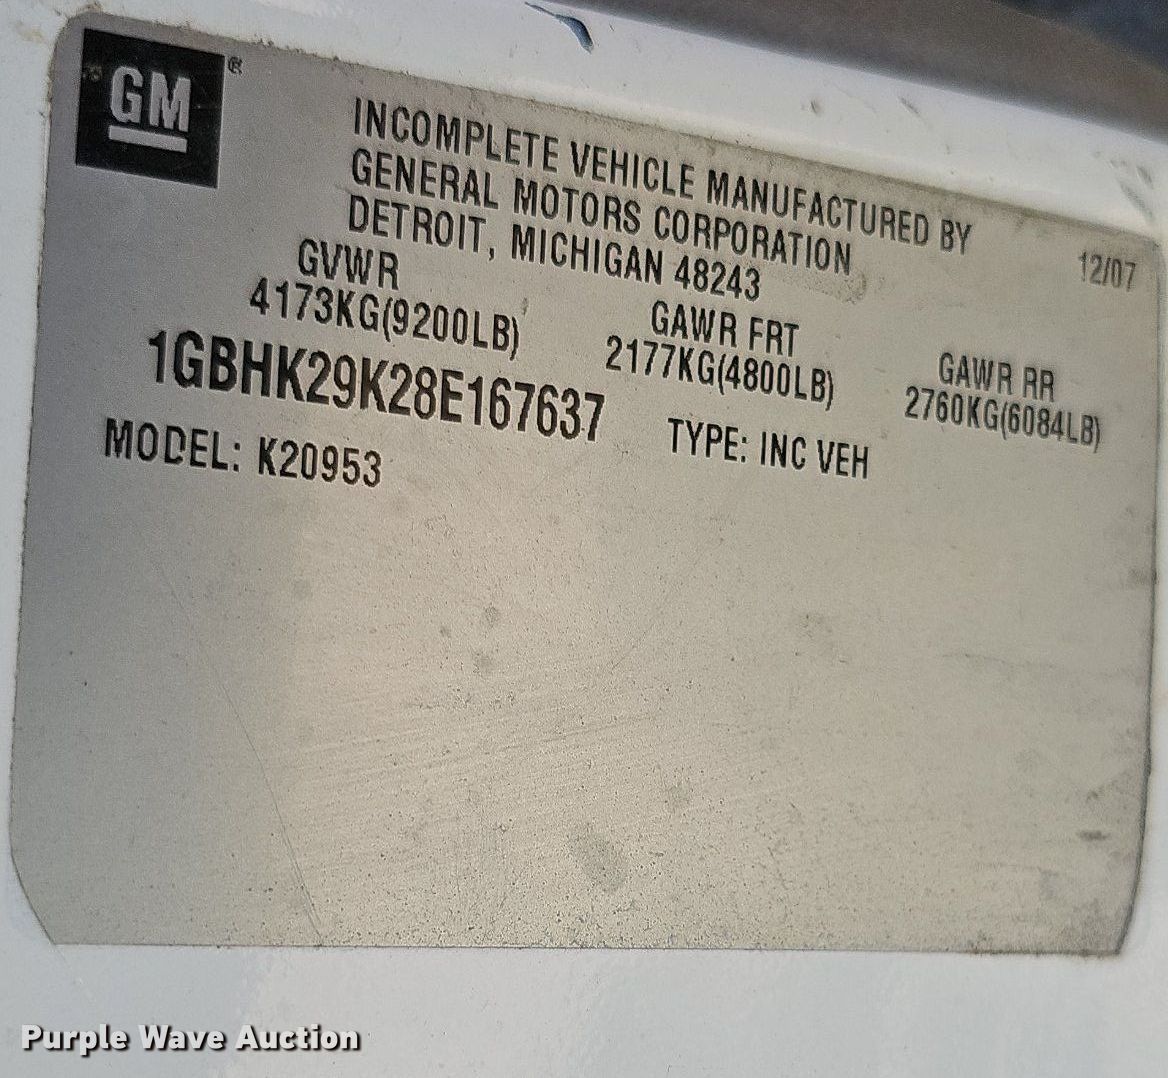 GM ®
INCOMPLETE VEHICLE MANUFACTURED BY
GENERAL MOTORS CORPORATION
DETROIT, MICHIGAN 48243
12/07
GVWR
4173KG(9200LB)
GAWR FRT
2177KG(4800LB)
GAWR RR
2760KG(6084LB)
1GBHK29K28E167637
TYPE: INC VEH
MODEL: K20953
Purple Wave Auction